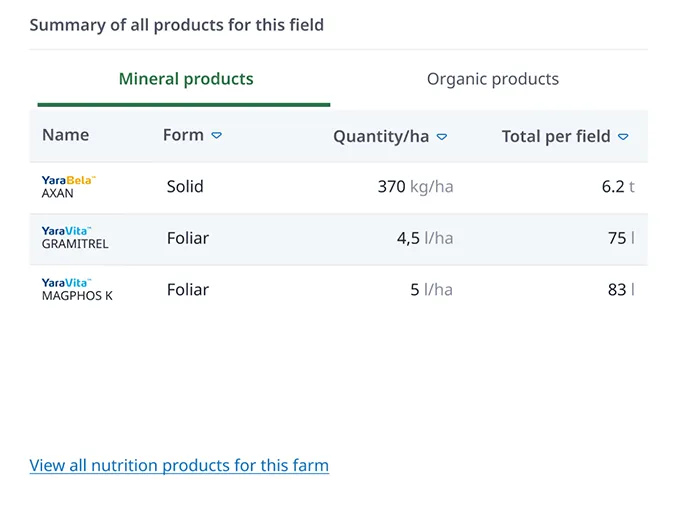 Summary of all products for this field
Mineral products Organic products
Name Form Quantity/ha Total per field
YaraBela™
AXAN Solid 370 kg/ha 6.2 t
YaraVita™
GRAMITREL Foliar 4,5 l/ha 75 l
YaraVita™
MAGPHOS K Foliar 5 l/ha 83 l
View all nutrition products for this farm